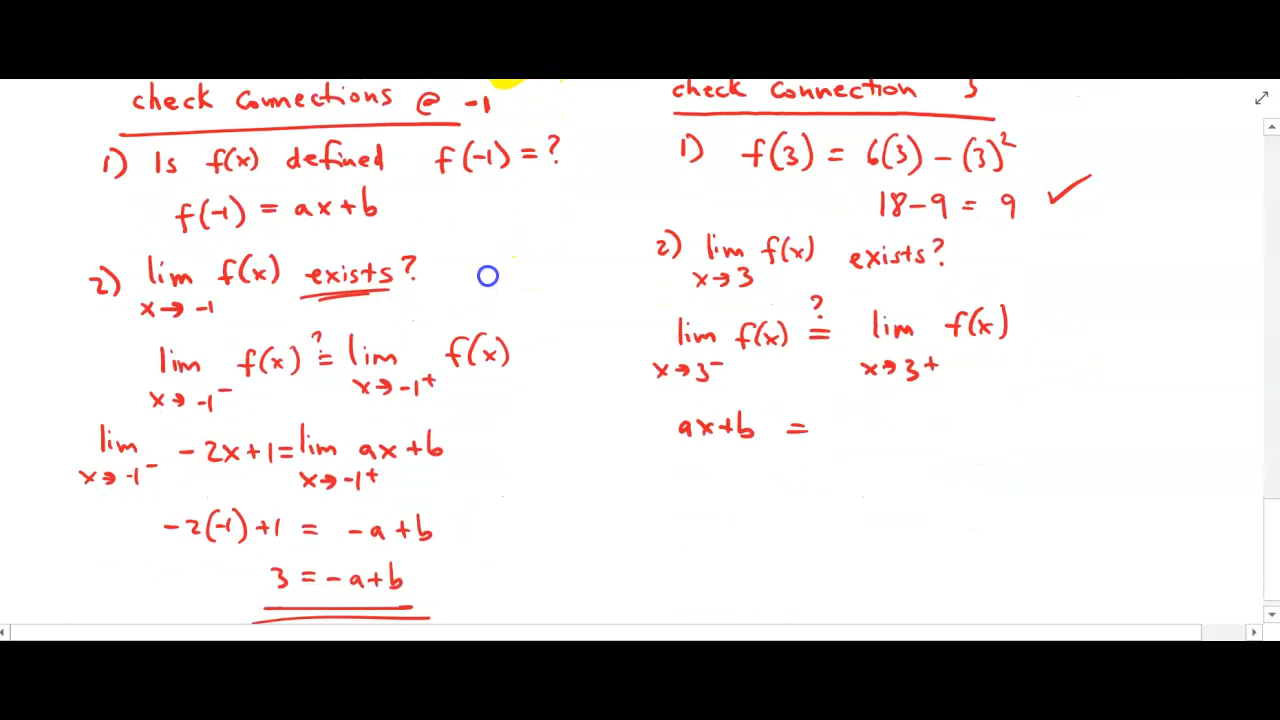 check connections @ -1
1) Is f(x) defined f(-1) = ?
f(-1) = ax+b
2) lim f(x) exists?
x→ -1
lim f(x) ?= lim f(x)
x→ -1⁻ x→ -1⁺
lim -2x+1 = lim ax+b
x→ -1⁻ x→ -1⁺
-2(-1)+1 = -a+b
3 = -a+b
check connection 3
1) f(3) = 6(3) - (3)²
18-9 = 9 ✓
2) lim f(x) exists?
x→3
lim f(x) ?= lim f(x)
x→3⁻ x→3⁺
ax+b =